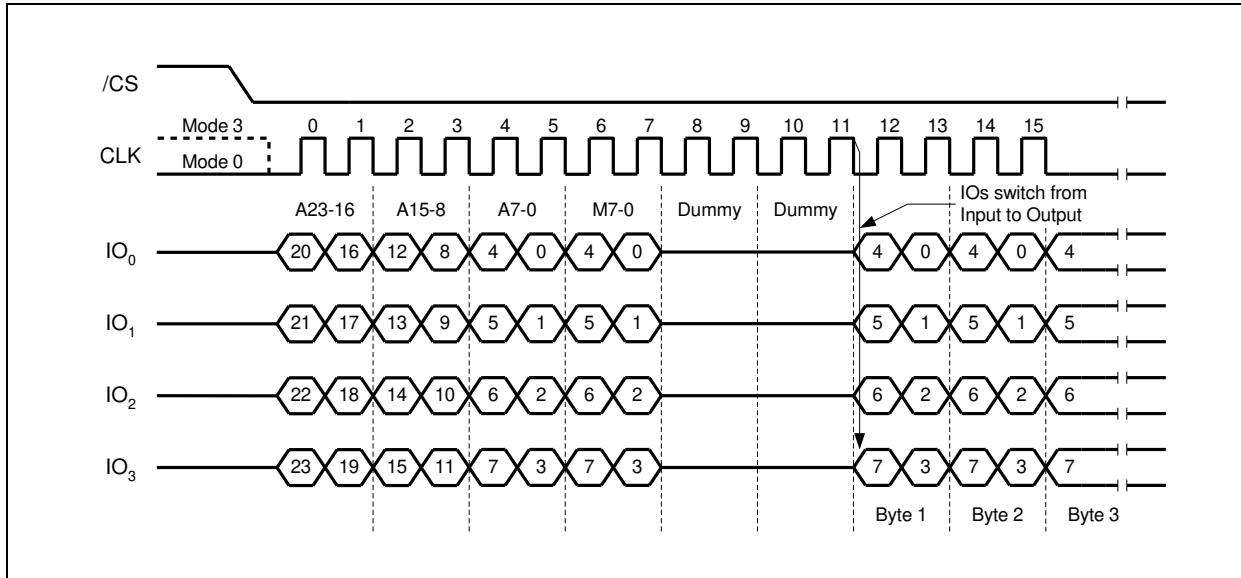 /CS
Mode 3 0 1 2 3 4 5 6 7 8 9 10 11 12 13 14 15
CLK
Mode 0
A23-16 A15-8 A7-0 M7-0 Dummy Dummy
IOs switch from
Input to Output
IO0 20 16 12 8 4 0 4 0 4 0 4 0 4
IO1 21 17 13 9 5 1 5 1 5 1 5 1 5
IO2 22 18 14 10 6 2 6 2 6 2 6 2 6
IO3 23 19 15 11 7 3 7 3 7 3 7 3 7
Byte 1 Byte 2 Byte 3